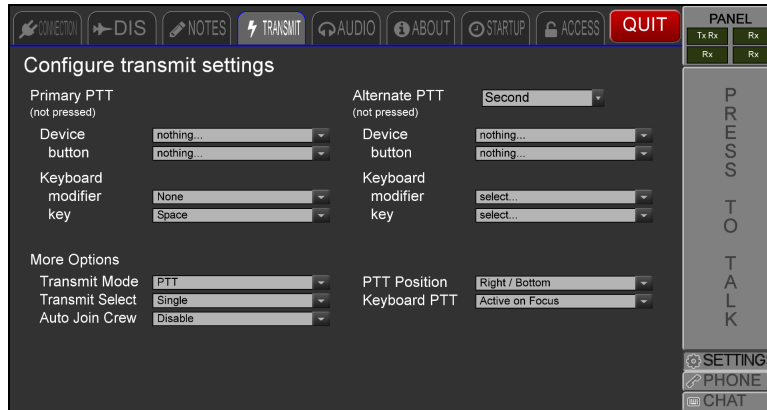 CONNECTION DIS NOTES TRANSMIT AUDIO ABOUT STARTUP ACCESS QUIT
Configure transmit settings
Primary PTT
(not pressed)
Device nothing...
button nothing...
Keyboard
modifier None
key Space
Alternate PTT Second
(not pressed)
Device nothing...
button nothing...
Keyboard
modifier select...
key select...
More Options
Transmit Mode PTT
Transmit Select Single
Auto Join Crew Disable
PTT Position Right / Bottom
Keyboard PTT Active on Focus
PANEL
Tx Rx Rx
Rx Rx
PRESS TO TALK
SETTING
PHONE
CHAT